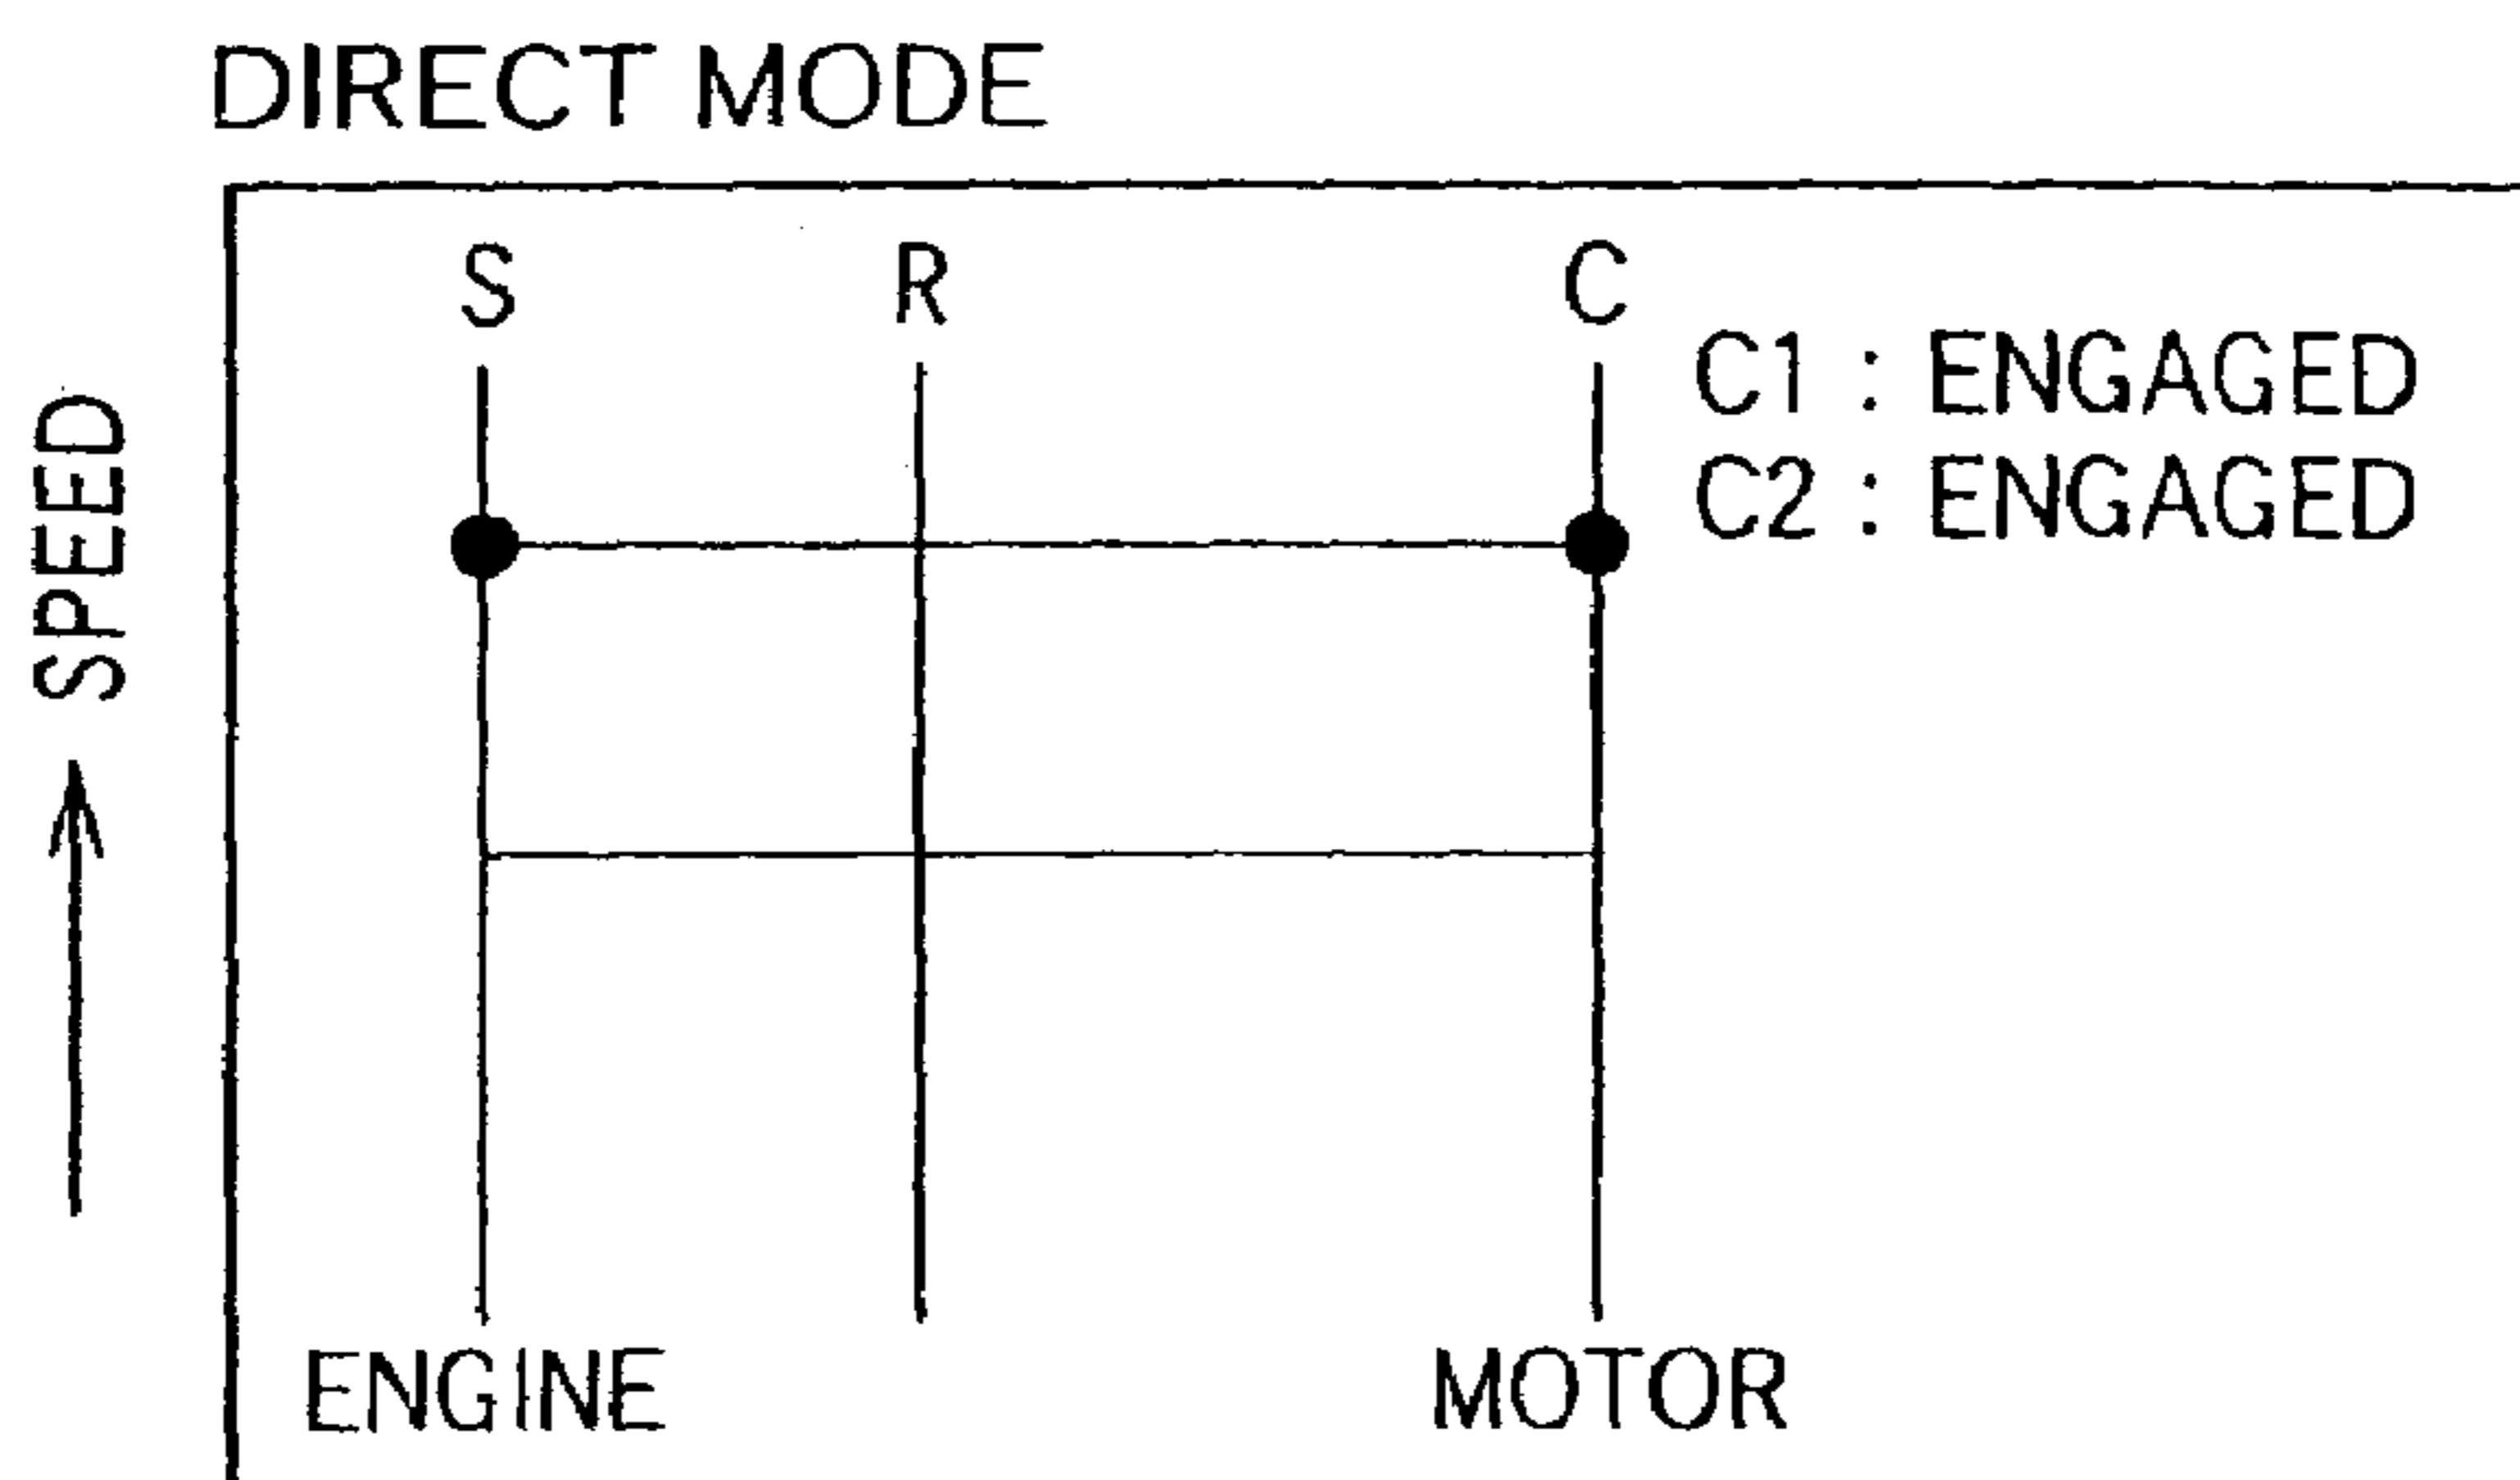 DIRECT MODE
S R C
C1 : ENGAGED
C2 : ENGAGED
SPEED
ENGINE MOTOR